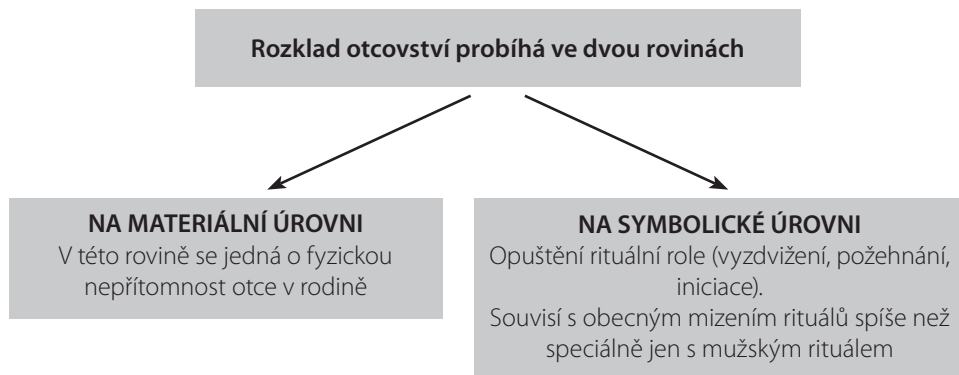 Rozklad otcovství probíhá ve dvou rovinách
NA MATERIÁLNÍ ÚROVNI
V této rovině se jedná o fyzickou
nepřítomnost otce v rodině
NA SYMBOLICKÉ ÚROVNI
Opuštění rituální role (vyzdvižení, požehnání,
iniciace).
Souvisí s obecným mizením rituálů spíše než
speciálně jen s mužským rituálem